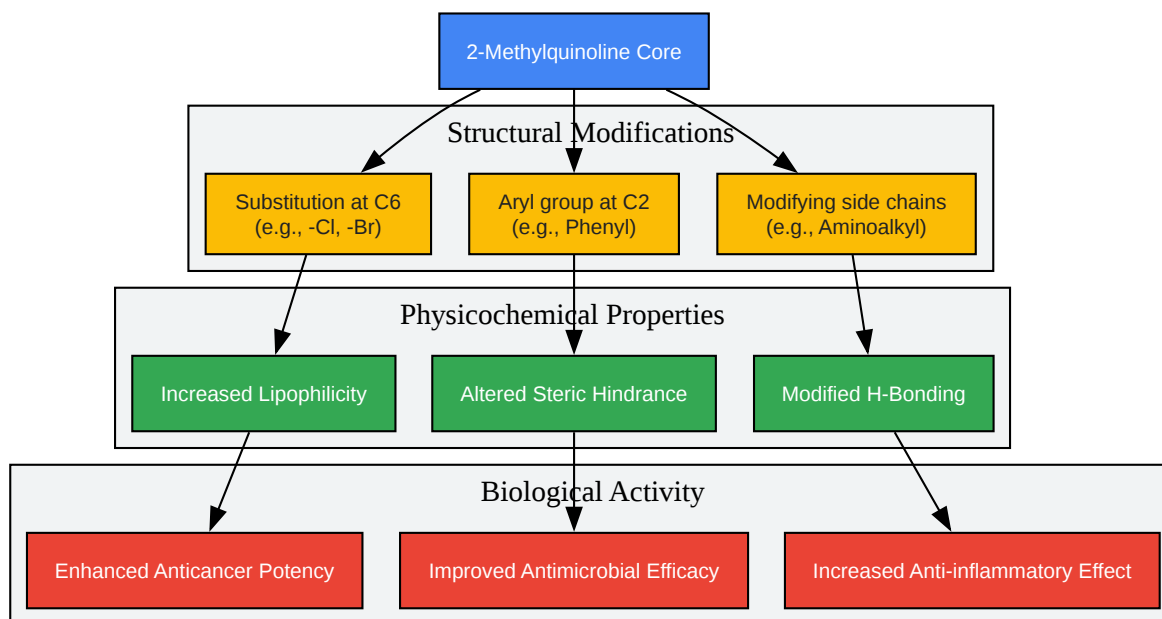 2-Methylquinoline Core
Structural Modifications
Substitution at C6
(e.g., -Cl, -Br)
Aryl group at C2
(e.g., Phenyl)
Modifying side chains
(e.g., Aminoalkyl)
Physicochemical Properties
Increased Lipophilicity
Altered Steric Hindrance
Modified H-Bonding
Biological Activity
Enhanced Anticancer Potency
Improved Antimicrobial Efficacy
Increased Anti-inflammatory Effect